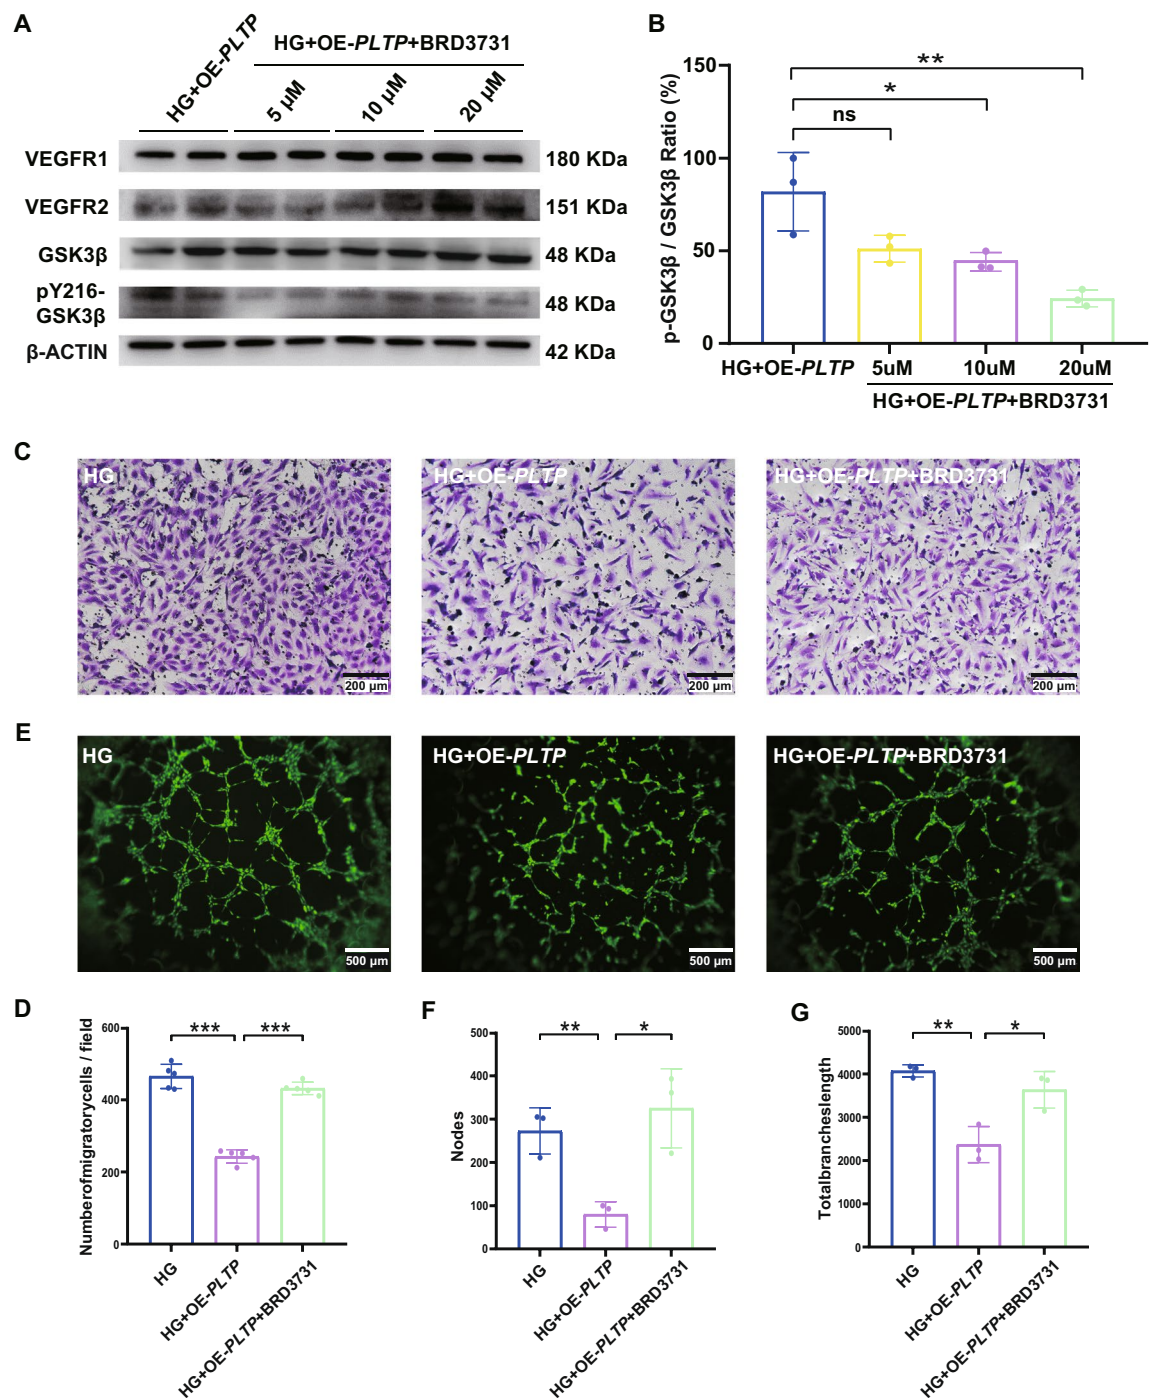 A
HG+OE-PLTP
HG+OE-PLTP+BRD3731
5 µM
10 µM
20 µM
VEGFR1
180 KDa
VEGFR2
151 KDa
GSK3β
48 KDa
pY216-
GSK3β
48 KDa
β-ACTIN
42 KDa
B
p-GSK3β / GSK3β Ratio (%)
150
100
50
0
**
*
ns
HG+OE-PLTP
5uM
10uM
20uM
HG+OE-PLTP+BRD3731
C
HG
200 µm
HG+OE-PLTP
200 µm
HG+OE-PLTP+BRD3731
200 µm
E
HG
500 µm
HG+OE-PLTP
500 µm
HG+OE-PLTP+BRD3731
500 µm
D
Numberofmigratorycells / field
600
400
200
0
***
***
HG
HG+OE-PLTP
HG+OE-PLTP+BRD3731
F
Nodes
500
400
300
200
100
0
**
*
HG
HG+OE-PLTP
HG+OE-PLTP+BRD3731
G
Totalbrancheslength
5000
4000
3000
2000
1000
0
**
*
HG
HG+OE-PLTP
HG+OE-PLTP+BRD3731